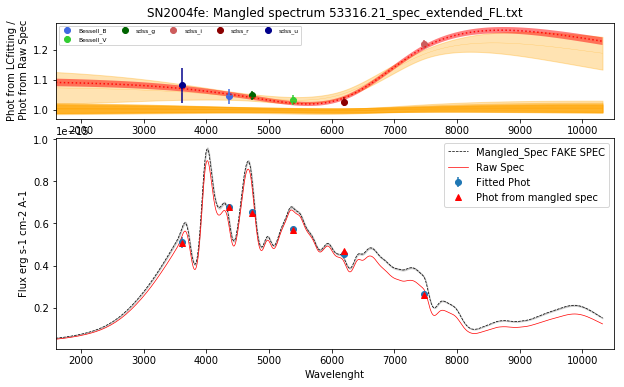 SN2004fe: Mangled spectrum 53316.21_spec_extended_FL.txt
Phot from LCfitting /
Phot from Raw Spec
Bessell_B sdss_g sdss_i sdss_r sdss_u
Bessell_V
1.2
1.1
1.0
2000 3000 4000 5000 6000 7000 8000 9000 10000
Flux erg s-1 cm-2 A-1
1.0
0.8
0.6
0.4
0.2
Mangled_Spec FAKE SPEC
Raw Spec
Fitted Phot
Phot from mangled spec
2000 3000 4000 5000 6000 7000 8000 9000 10000
Wavelenght